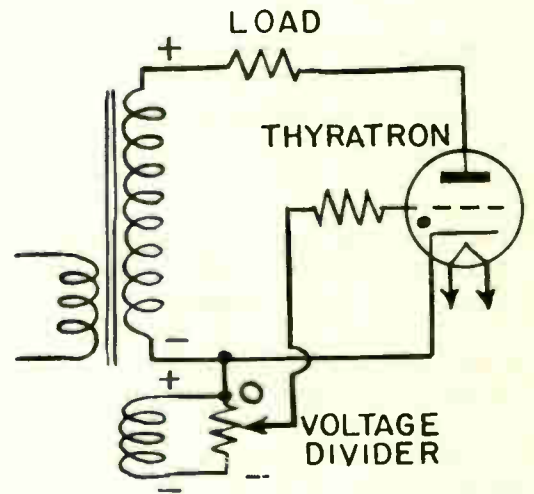 +
LOAD
THYRATRON
-
+
O
VOLTAGE
DIVIDER
-
-